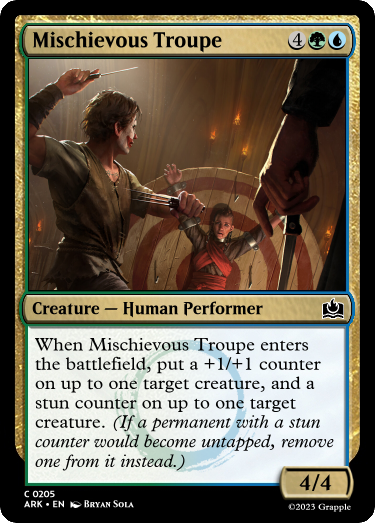 Mischievous Troupe 4
Creature — Human Performer
When Mischievous Troupe enters
the battlefield, put a +1/+1 counter
on up to one target creature, and a
stun counter on up to one target
creature. (If a permanent with a stun
counter would become untapped, remove
one from it instead.)
4/4
C 0205
ARK • EN Bryan Sola
©2023 Grapple